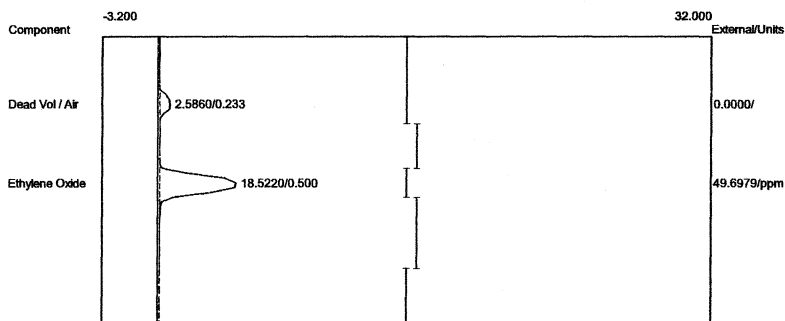 -3.200 32.000
Component External/Units
Dead Vol / Air 2.5860/0.233 0.0000/
Ethylene Oxide 18.5220/0.500 49.6979/ppm